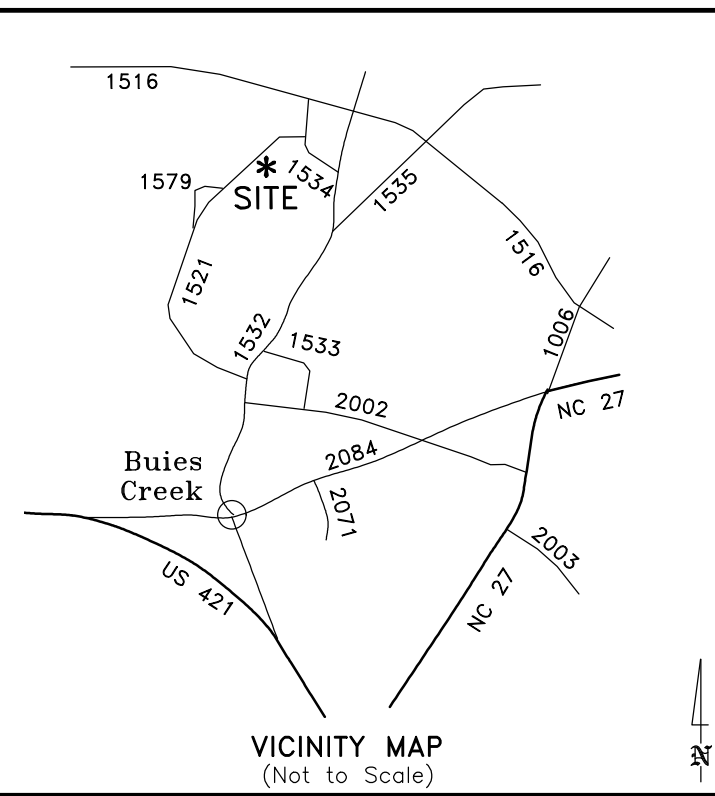 1516
1534
1579
*
SITE
1535
1516
1521
1532
1533
1006
2002
NC 27
2084
Buies
Creek
2071
2003
US 421
NC 27
VICINITY MAP
(Not to Scale)
N